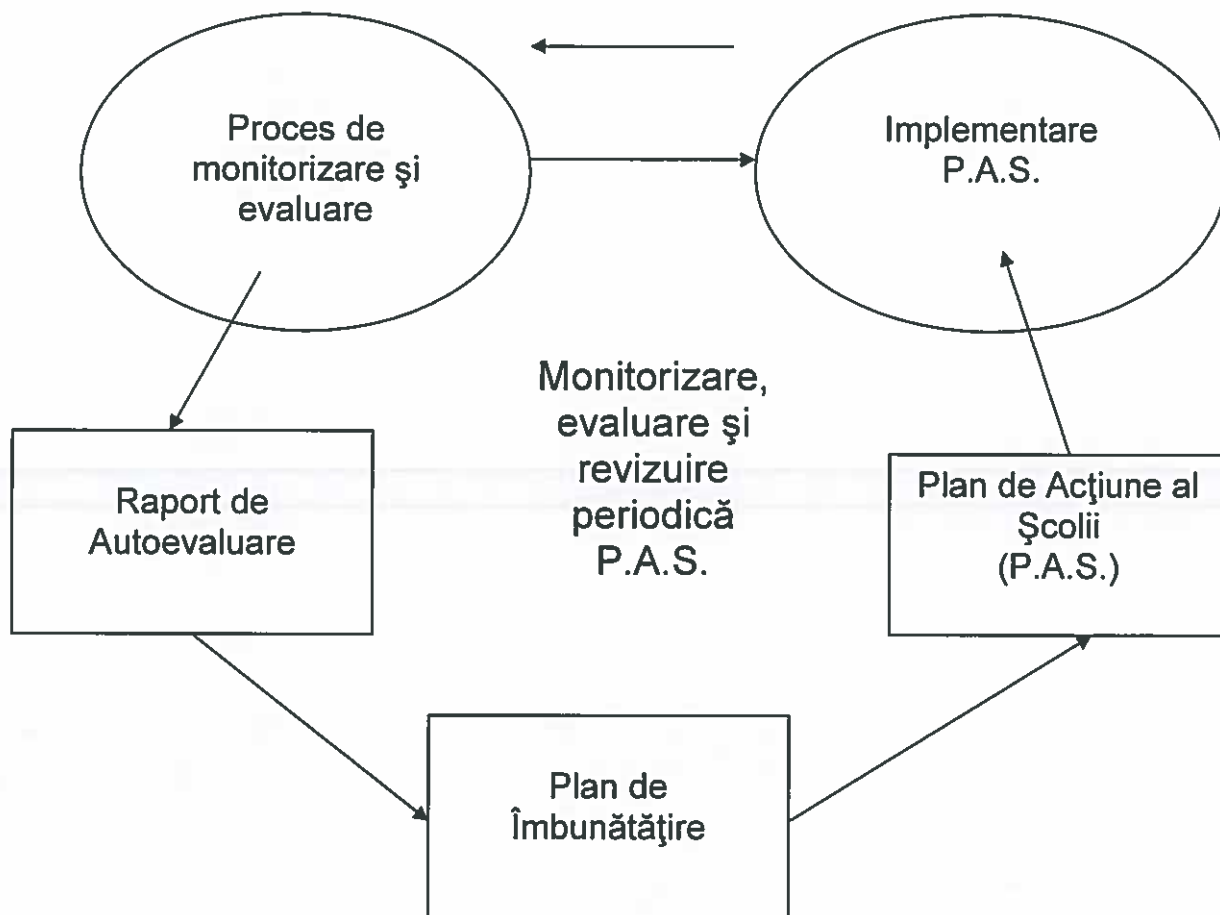 Proces de
monitorizare şi
evaluare
Implementare
P.A.S.
Monitorizare,
evaluare şi
revizuire
periodică
P.A.S.
Raport de
Autoevaluare
Plan de Acţiune al
Şcolii
(P.A.S.)
Plan de
Îmbunătăţire